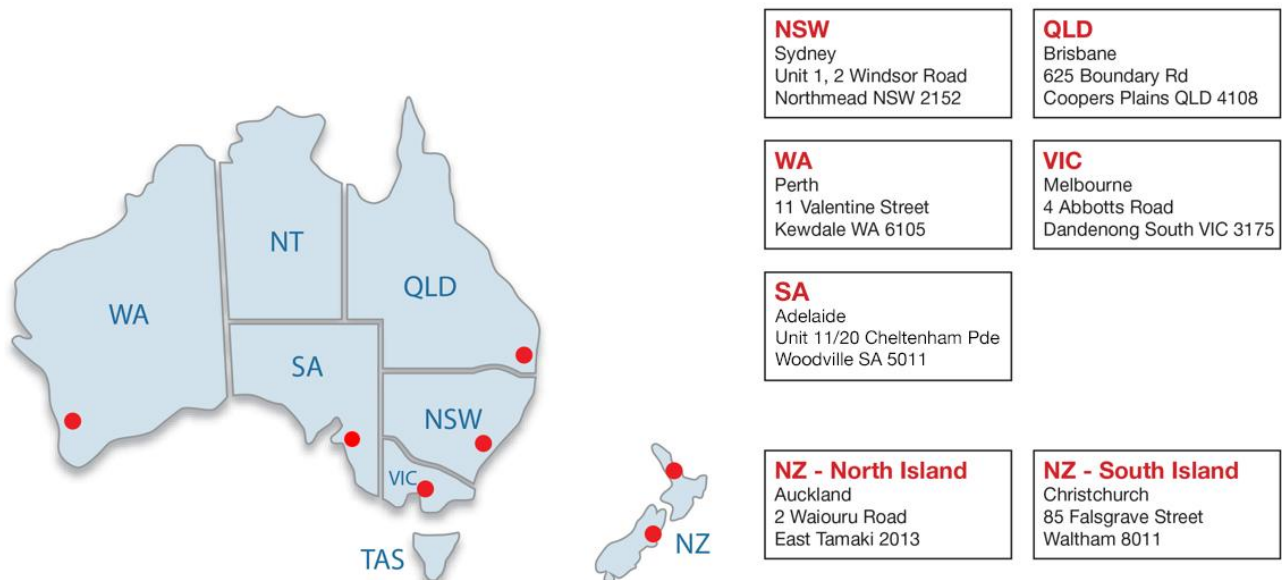 NSW
Sydney
Unit 1, 2 Windsor Road
Northmead NSW 2152
QLD
Brisbane
625 Boundary Rd
Coopers Plains QLD 4108
WA
Perth
11 Valentine Street
Kewdale WA 6105
VIC
Melbourne
4 Abbotts Road
Dandenong South VIC 3175
SA
Adelaide
Unit 11/20 Cheltenham Pde
Woodville SA 5011
NZ - North Island
Auckland
2 Waiouru Road
East Tamaki 2013
NZ - South Island
Christchurch
85 Falsgrave Street
Waltham 8011
NT
QLD
WA
SA
NSW
VIC
TAS
NZ